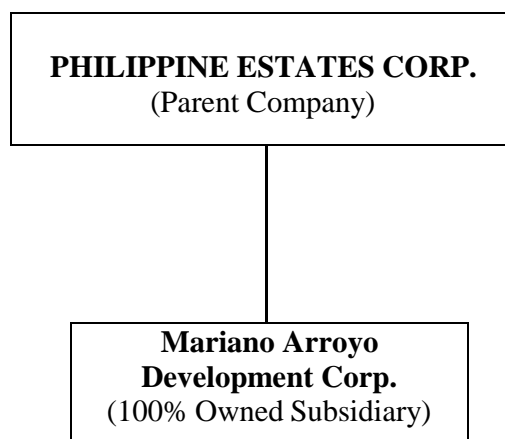 PHILIPPINE ESTATES CORP.
(Parent Company)
Mariano Arroyo
Development Corp.
(100% Owned Subsidiary)